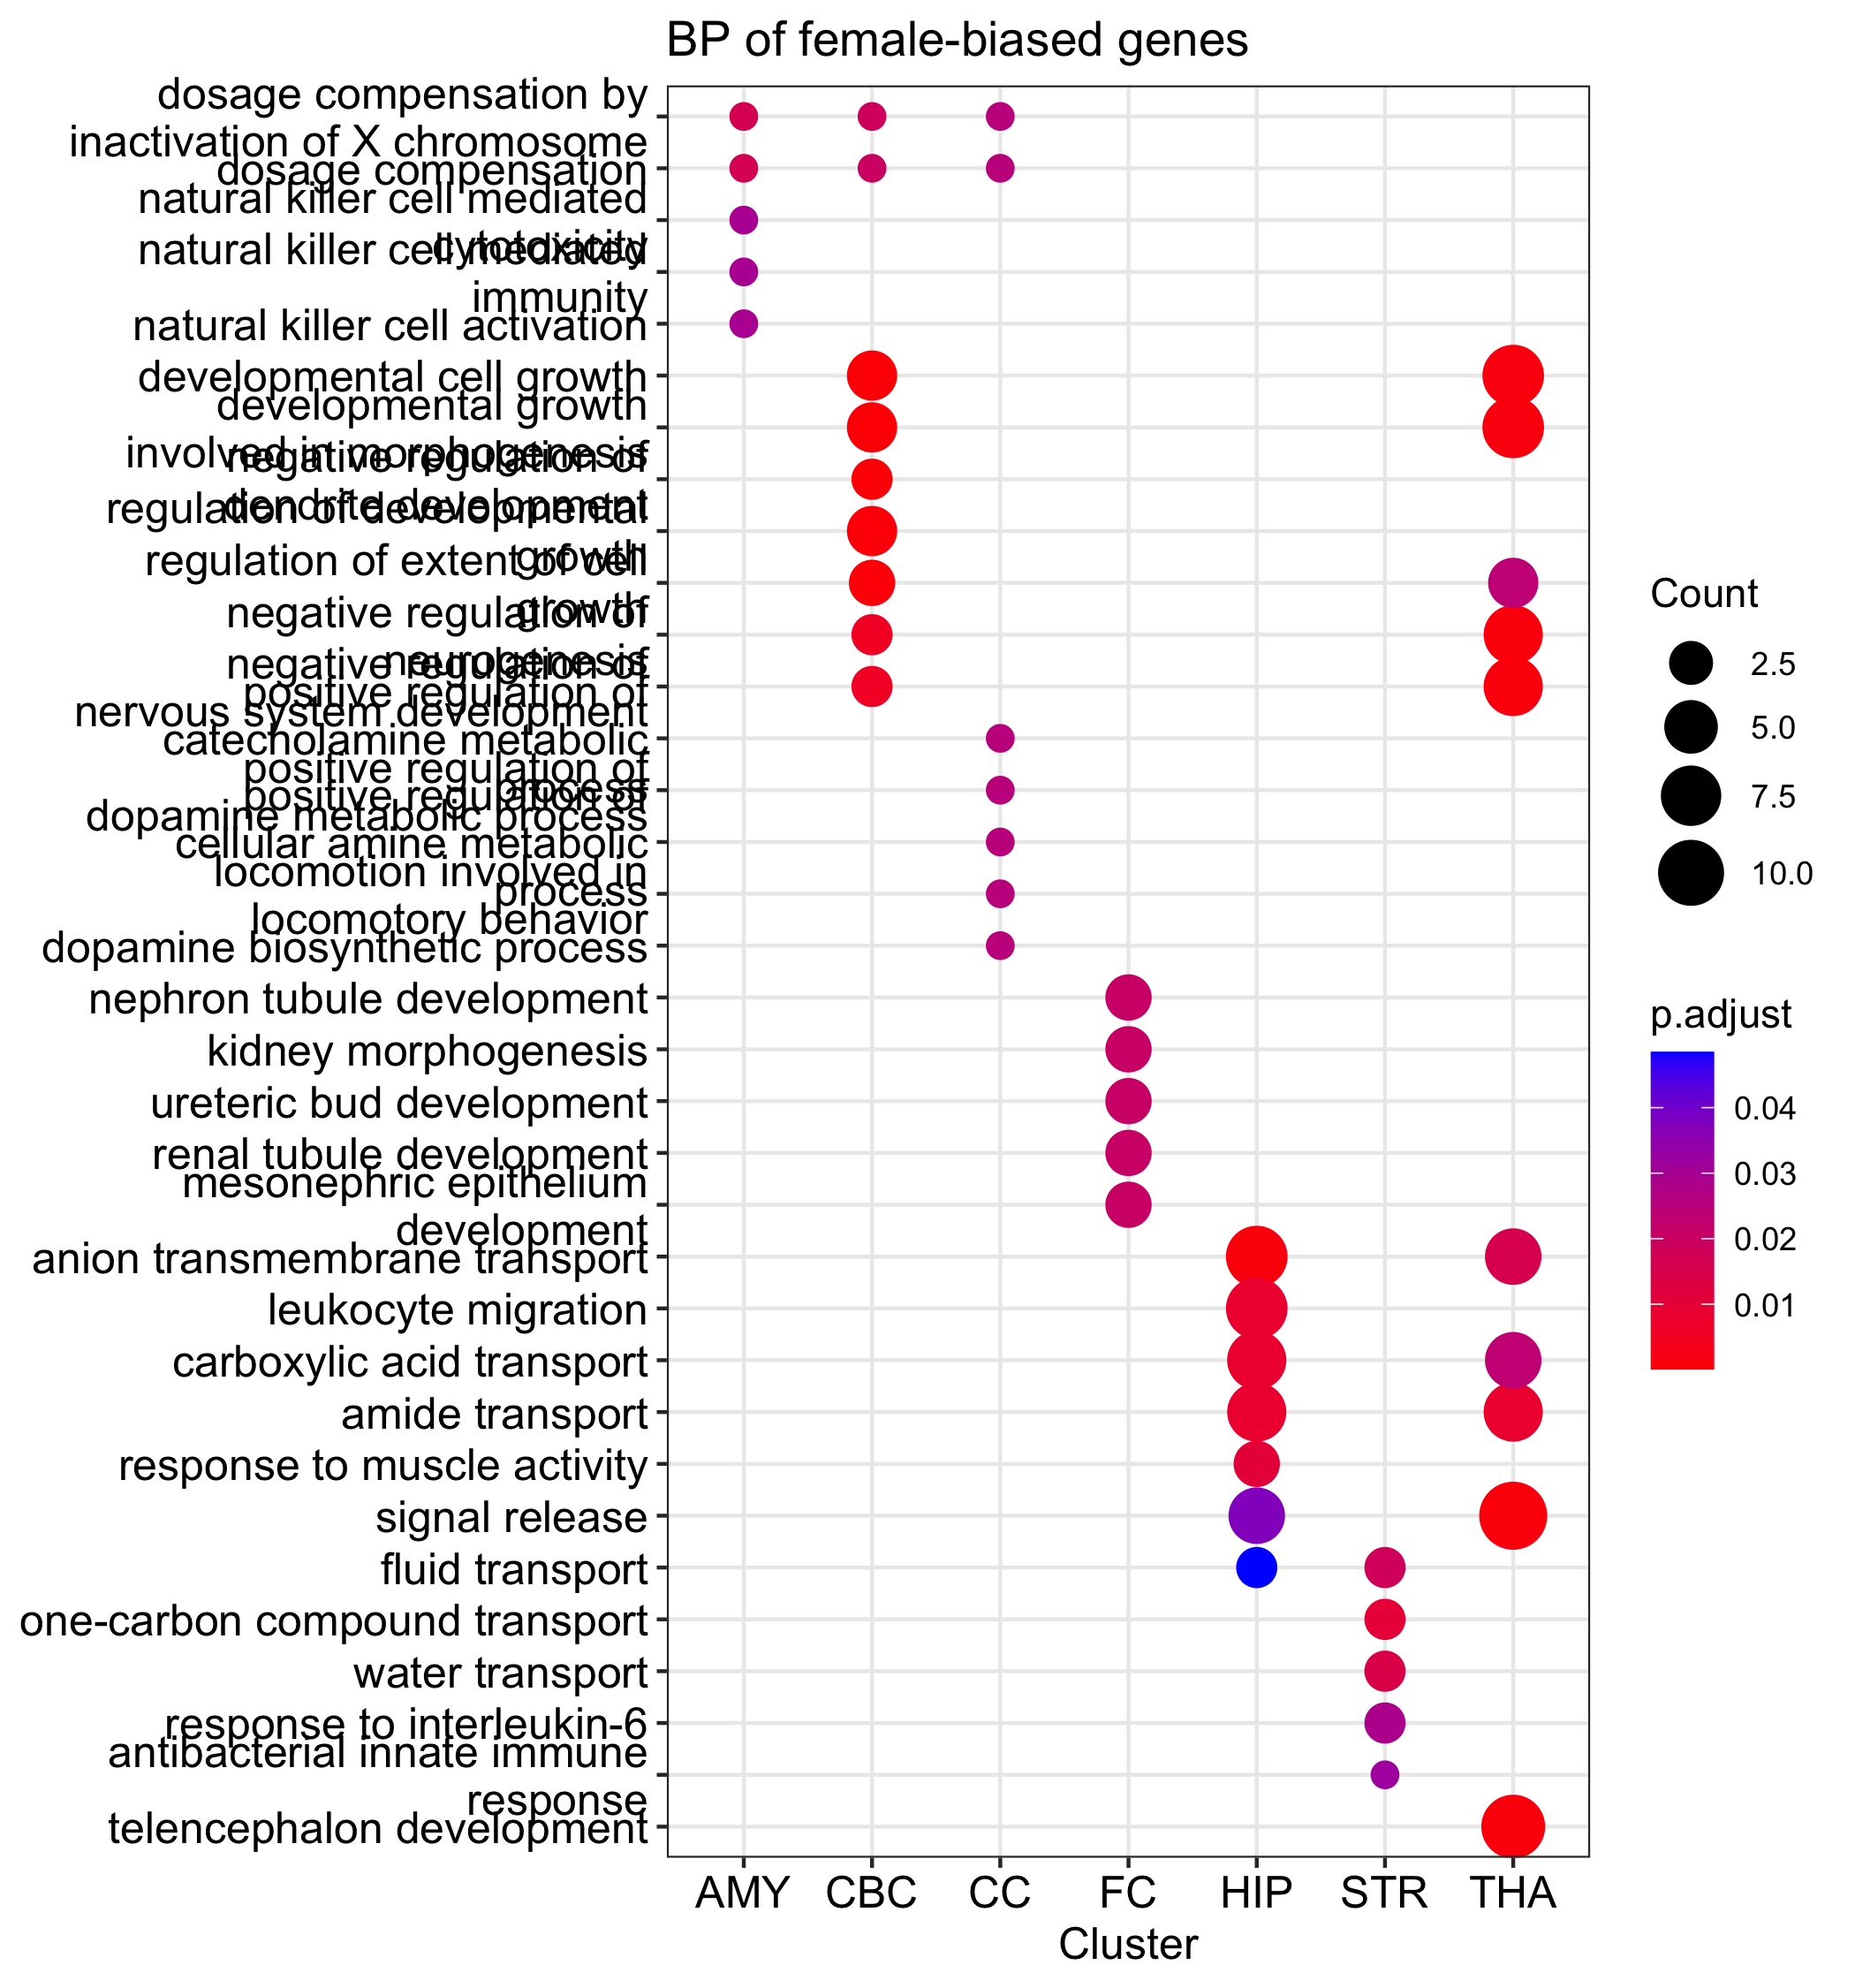 BP of female-biased genes
dosage compensation by
inactivation of X chromosome
dosage compensation
natural killer cell mediated
cytotoxicity
natural killer cell mediated
immunity
natural killer cell activation
developmental cell growth
developmental growth
involved in morphogenesis
negative regulation of
dendrite development
regulation of developmental
growth
regulation of extent of cell
growth
negative regulation of
neurogenesis
negative regulation of
nervous system development
positive regulation of
catecholamine metabolic
process
positive regulation of
dopamine metabolic process
positive regulation of
cellular amine metabolic
process
locomotion involved in
locomotory behavior
dopamine biosynthetic process
nephron tubule development
kidney morphogenesis
ureteric bud development
renal tubule development
mesonephric epithelium
development
anion transmembrane transport
leukocyte migration
carboxylic acid transport
amide transport
response to muscle activity
signal release
fluid transport
one-carbon compound transport
water transport
response to interleukin-6
antibacterial innate immune
response
telencephalon development
AMY
CBC
CC
FC
HIP
STR
THA
Cluster
Count
2.5
5.0
7.5
10.0
p.adjust
0.04
0.03
0.02
0.01